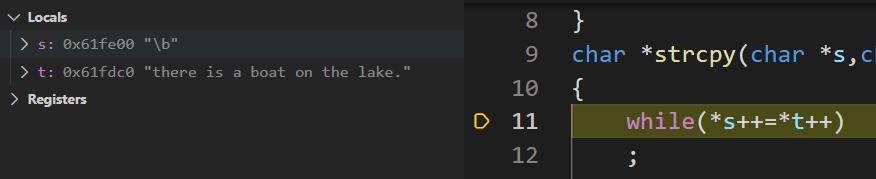 Locals
s: 0x61fe00 "\b"
t: 0x61fdc0 "there is a boat on the lake."
Registers
8 }
9 char *strcpy(char *s,c
10 {
11 while(*s++=*t++)
12 ;